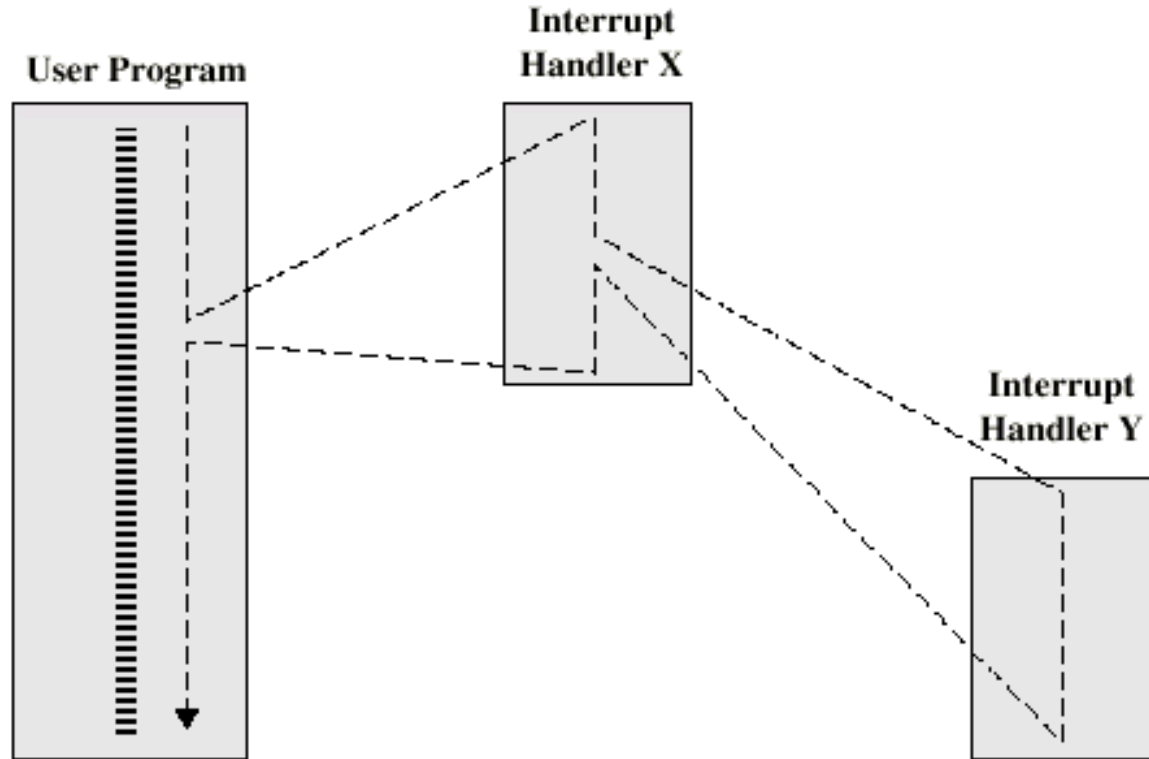 User Program
Interrupt
Handler X
Interrupt
Handler Y